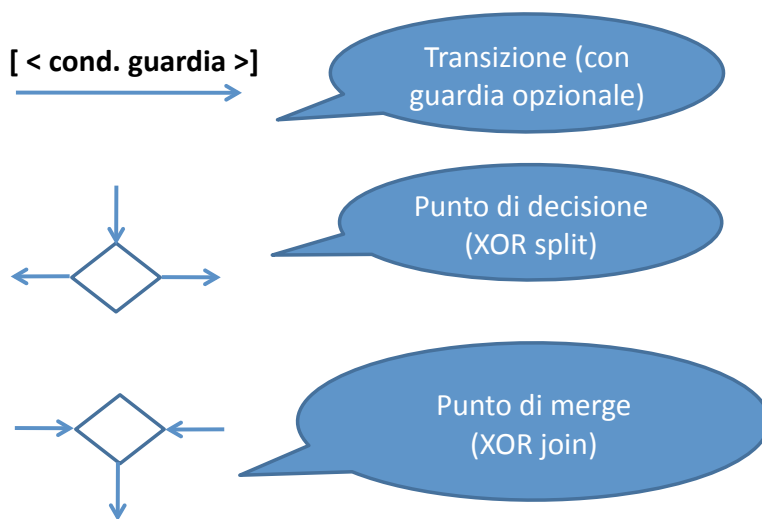 [ < cond. guardia >]
Transizione (con
guardia opzionale)
Punto di decisione
(XOR split)
Punto di merge
(XOR join)